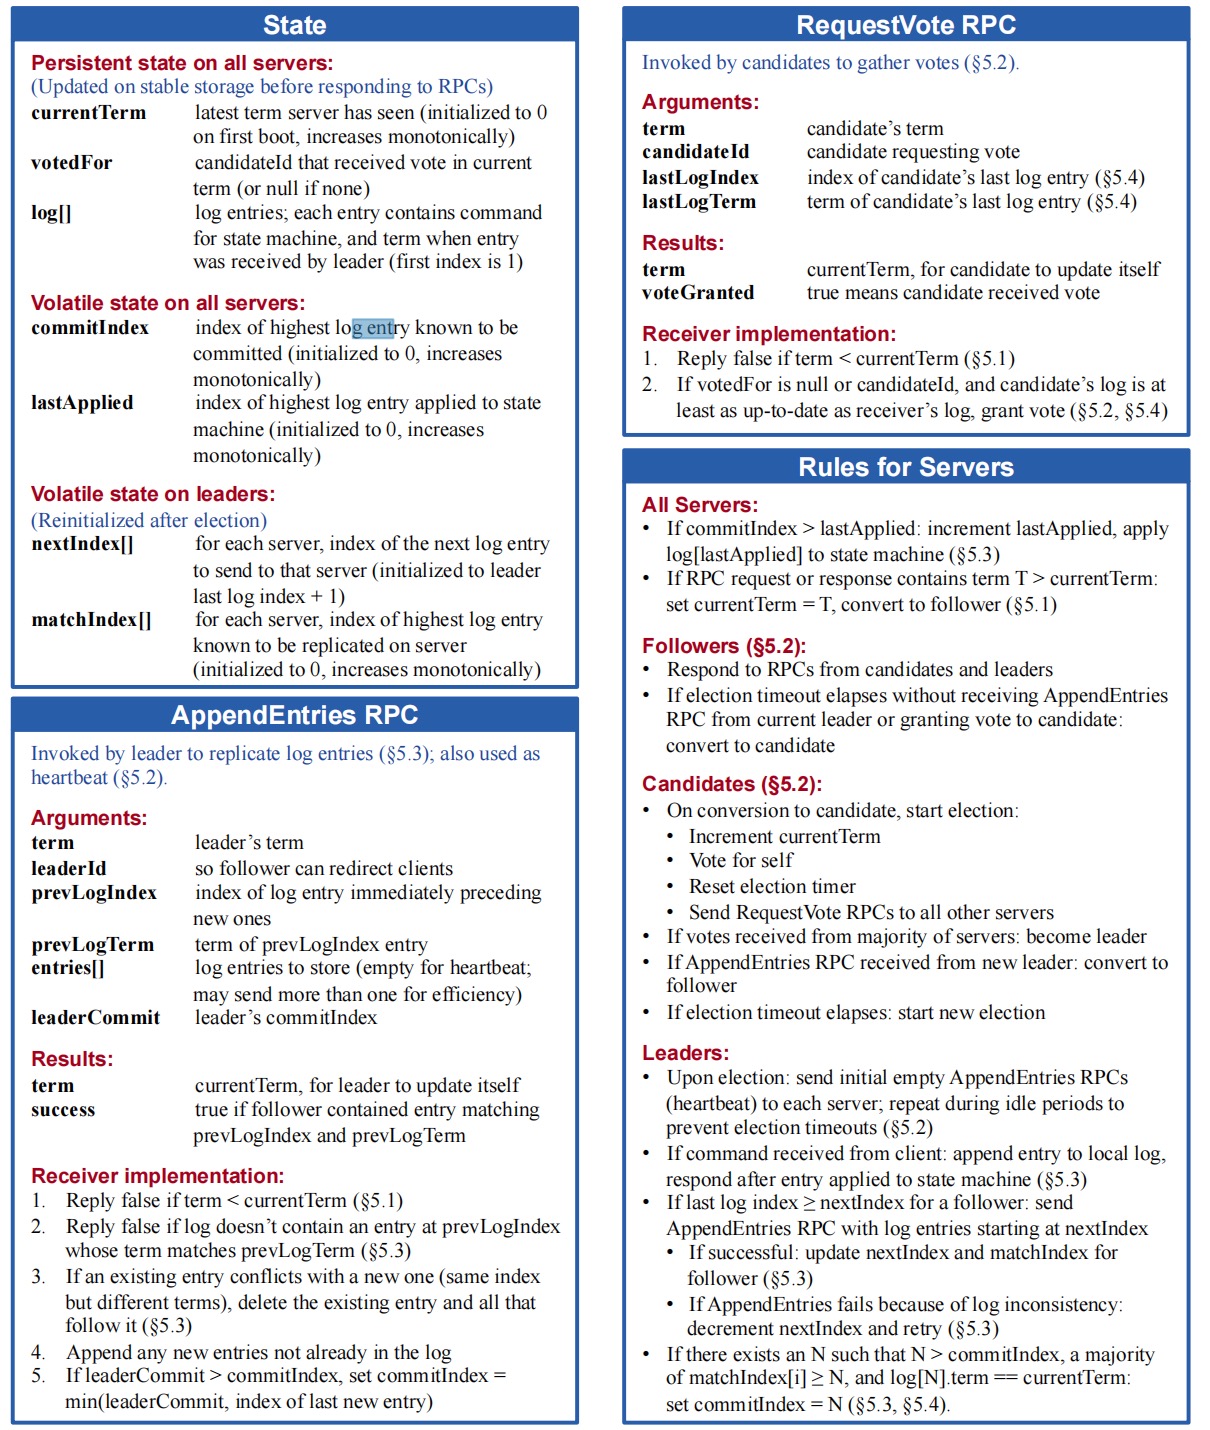 State
Persistent state on all servers:
(Updated on stable storage before responding to RPCs)
currentTerm latest term server has seen (initialized to 0
on first boot, increases monotonically)
votedFor candidateId that received vote in current
term (or null if none)
log[] log entries; each entry contains command
for state machine, and term when entry
was received by leader (first index is 1)
Volatile state on all servers:
commitIndex index of highest log entry known to be
committed (initialized to 0, increases
monotonically)
lastApplied index of highest log entry applied to state
machine (initialized to 0, increases
monotonically)
Volatile state on leaders:
(Reinitialized after election)
nextIndex[] for each server, index of the next log entry
to send to that server (initialized to leader
last log index + 1)
matchIndex[] for each server, index of highest log entry
known to be replicated on server
(initialized to 0, increases monotonically)
AppendEntries RPC
Invoked by leader to replicate log entries (§5.3); also used as
heartbeat (§5.2).
Arguments:
term leader’s term
leaderId so follower can redirect clients
prevLogIndex index of log entry immediately preceding
new ones
prevLogTerm term of prevLogIndex entry
entries[] log entries to store (empty for heartbeat;
may send more than one for efficiency)
leaderCommit leader’s commitIndex
Results:
term currentTerm, for leader to update itself
success true if follower contained entry matching
prevLogIndex and prevLogTerm
Receiver implementation:
1. Reply false if term < currentTerm (§5.1)
2. Reply false if log doesn’t contain an entry at prevLogIndex
whose term matches prevLogTerm (§5.3)
3. If an existing entry conflicts with a new one (same index
but different terms), delete the existing entry and all that
follow it (§5.3)
4. Append any new entries not already in the log
5. If leaderCommit > commitIndex, set commitIndex =
min(leaderCommit, index of last new entry)
RequestVote RPC
Invoked by candidates to gather votes (§5.2).
Arguments:
term candidate’s term
candidateId candidate requesting vote
lastLogIndex index of candidate’s last log entry (§5.4)
lastLogTerm term of candidate’s last log entry (§5.4)
Results:
term currentTerm, for candidate to update itself
voteGranted true means candidate received vote
Receiver implementation:
1. Reply false if term < currentTerm (§5.1)
2. If votedFor is null or candidateId, and candidate’s log is at
least as up-to-date as receiver’s log, grant vote (§5.2, §5.4)
Rules for Servers
All Servers:
• If commitIndex > lastApplied: increment lastApplied, apply
log[lastApplied] to state machine (§5.3)
• If RPC request or response contains term T > currentTerm:
set currentTerm = T, convert to follower (§5.1)
Followers (§5.2):
• Respond to RPCs from candidates and leaders
• If election timeout elapses without receiving AppendEntries
RPC from current leader or granting vote to candidate:
convert to candidate
Candidates (§5.2):
• On conversion to candidate, start election:
• Increment currentTerm
• Vote for self
• Reset election timer
• Send RequestVote RPCs to all other servers
• If votes received from majority of servers: become leader
• If AppendEntries RPC received from new leader: convert to
follower
• If election timeout elapses: start new election
Leaders:
• Upon election: send initial empty AppendEntries RPCs
(heartbeat) to each server; repeat during idle periods to
prevent election timeouts (§5.2)
• If command received from client: append entry to local log,
respond after entry applied to state machine (§5.3)
• If last log index ≥ nextIndex for a follower: send
AppendEntries RPC with log entries starting at nextIndex
• If successful: update nextIndex and matchIndex for
follower (§5.3)
• If AppendEntries fails because of log inconsistency:
decrement nextIndex and retry (§5.3)
• If there exists an N such that N > commitIndex, a majority
of matchIndex[i] ≥ N, and log[N].term == currentTerm:
set commitIndex = N (§5.3, §5.4).